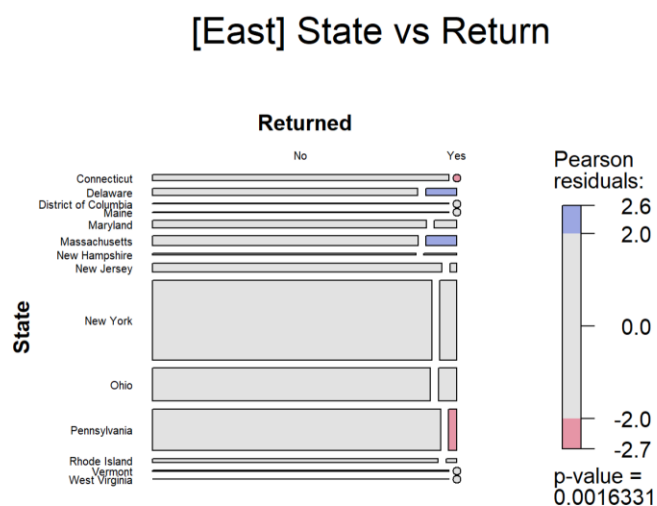 [East] State vs Return
Returned
No Yes
Connecticut
Delaware
District of Columbia
Maine
Maryland
Massachusetts
New Hampshire
New Jersey
New York
Ohio
Pennsylvania
Rhode Island
Vermont
West Virginia
State
Pearson
residuals:
2.6
2.0
0.0
-2.0
-2.7
p-value =
0.0016331